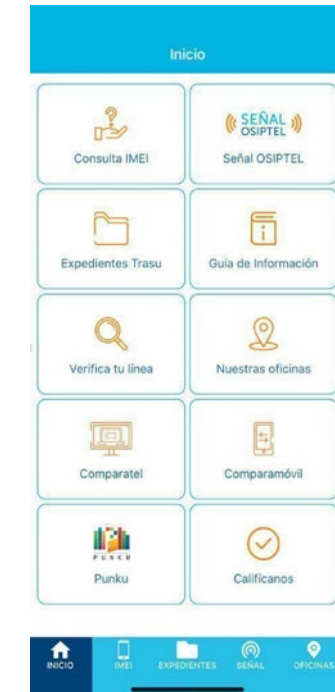 Inicio
Consulta IMEI
SEÑAL
OSIPTEL
Señal OSIPTEL
Expedientes Trasu
Guía de Información
Verifica tu línea
Nuestras oficinas
Comparatel
Comparamóvil
PUNKU
Punku
Califícanos
INICIO
IMEI
EXPEDIENTES
SEÑAL
OFICINAS